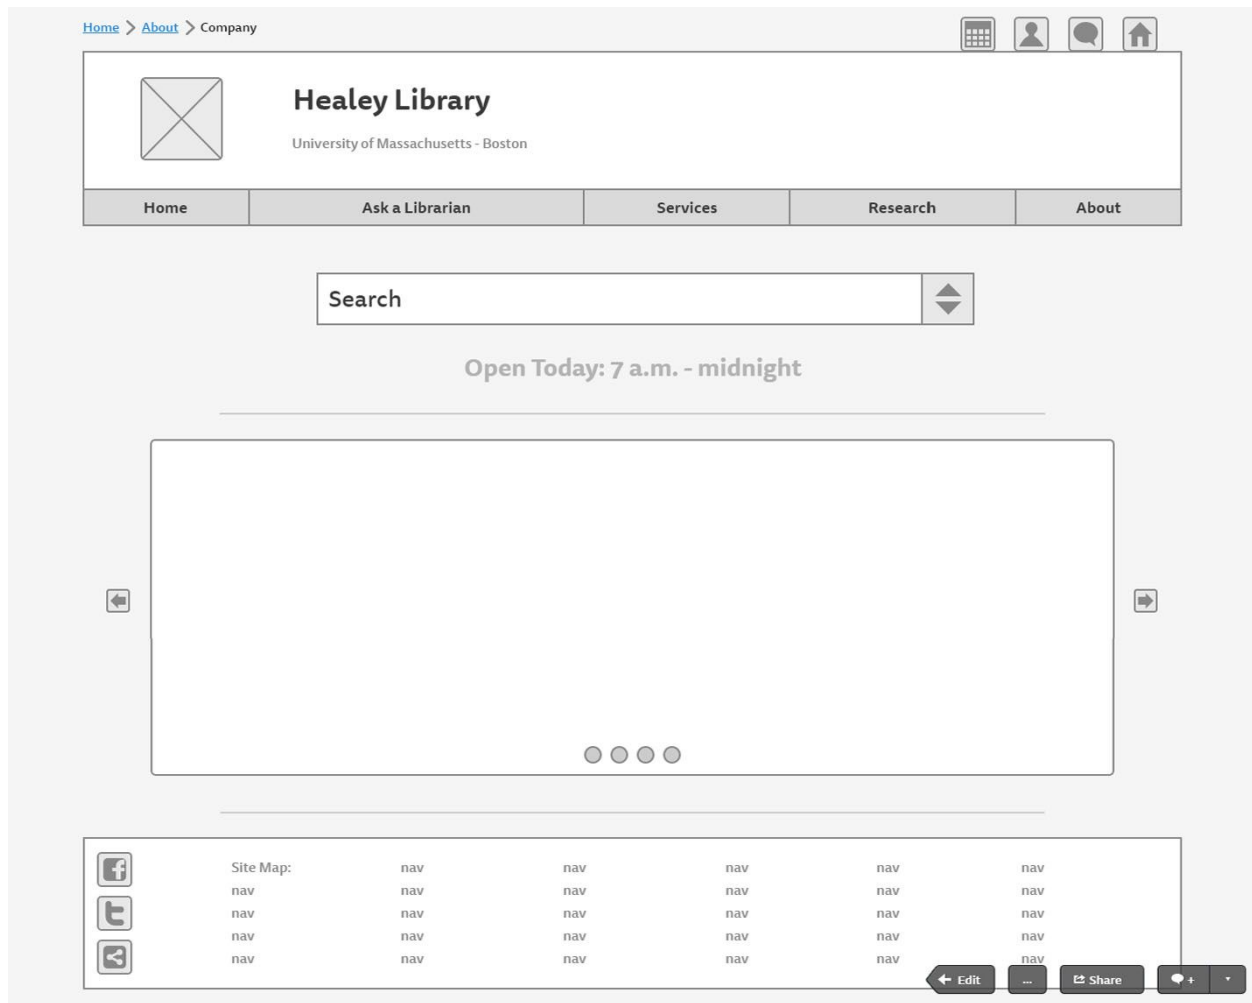 Home > About > Company
Healey Library
University of Massachusetts - Boston
Home Ask a Librarian Services Research About
Search
Open Today: 7 a.m. - midnight
Site Map: nav nav nav nav nav
nav nav nav nav nav nav
nav nav nav nav nav nav
nav nav nav nav nav nav
nav nav nav nav nav nav
Edit ... Share +